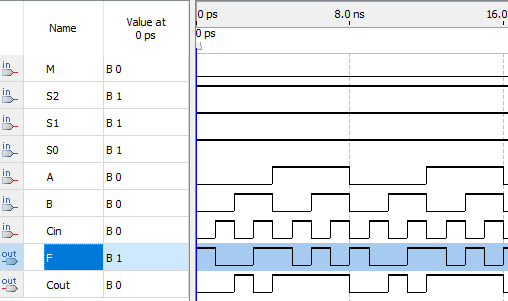 Name Value at 0 ps 0 ps 8.0 ns 16.0
0 ps
in M B 0
in S2 B 1
in S1 B 1
in S0 B 1
in A B 0
in B B 0
in Cin B 0
out F B 1
out Cout B 0